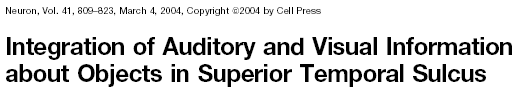 Neuron, Vol. 41, 809–823, March 4, 2004, Copyright ©2004 by Cell Press
Integration of Auditory and Visual Information
about Objects in Superior Temporal Sulcus